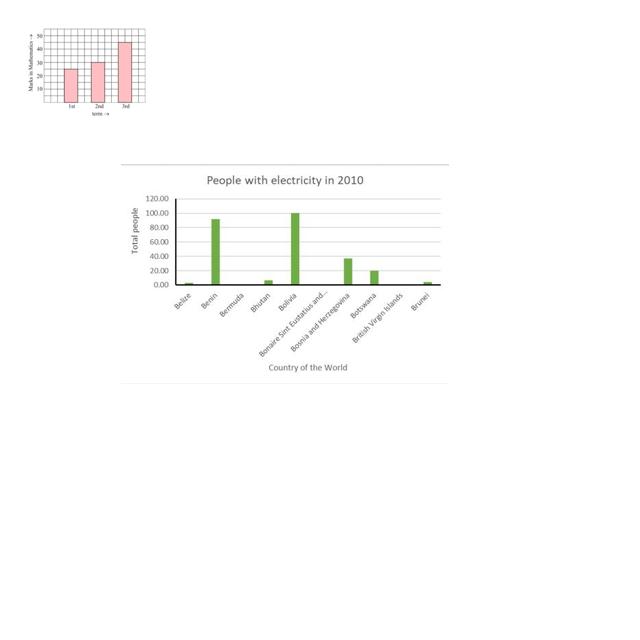 50
40
30
20
10
Marks in Mathematics →
1st 2nd 3rd
term →
People with electricity in 2010
120.00
100.00
80.00
60.00
40.00
20.00
0.00
Total people
Belize
Benin
Bermuda
Bhutan
Bolivia
Bonaire Sint Eustatius and...
Bosnia and Herzegovina
Botswana
British Virgin Islands
Brunei
Country of the World